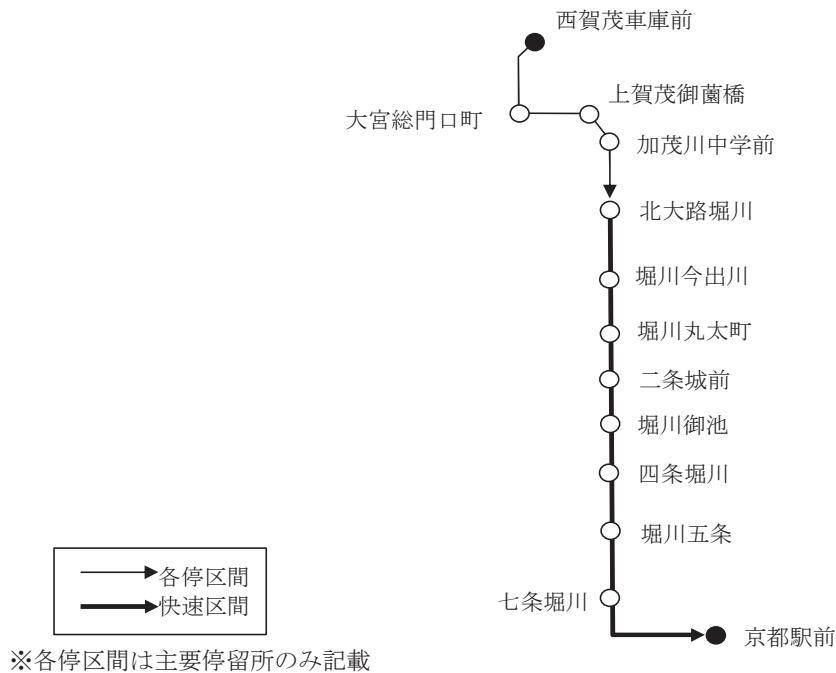 西賀茂車庫前
上賀茂御薗橋
大宮総門口町
加茂川中学前
北大路堀川
堀川今出川
堀川丸太町
二条城前
堀川御池
四条堀川
堀川五条
七条堀川
京都駅前
各停区間
快速区間
※各停区間は主要停留所のみ記載